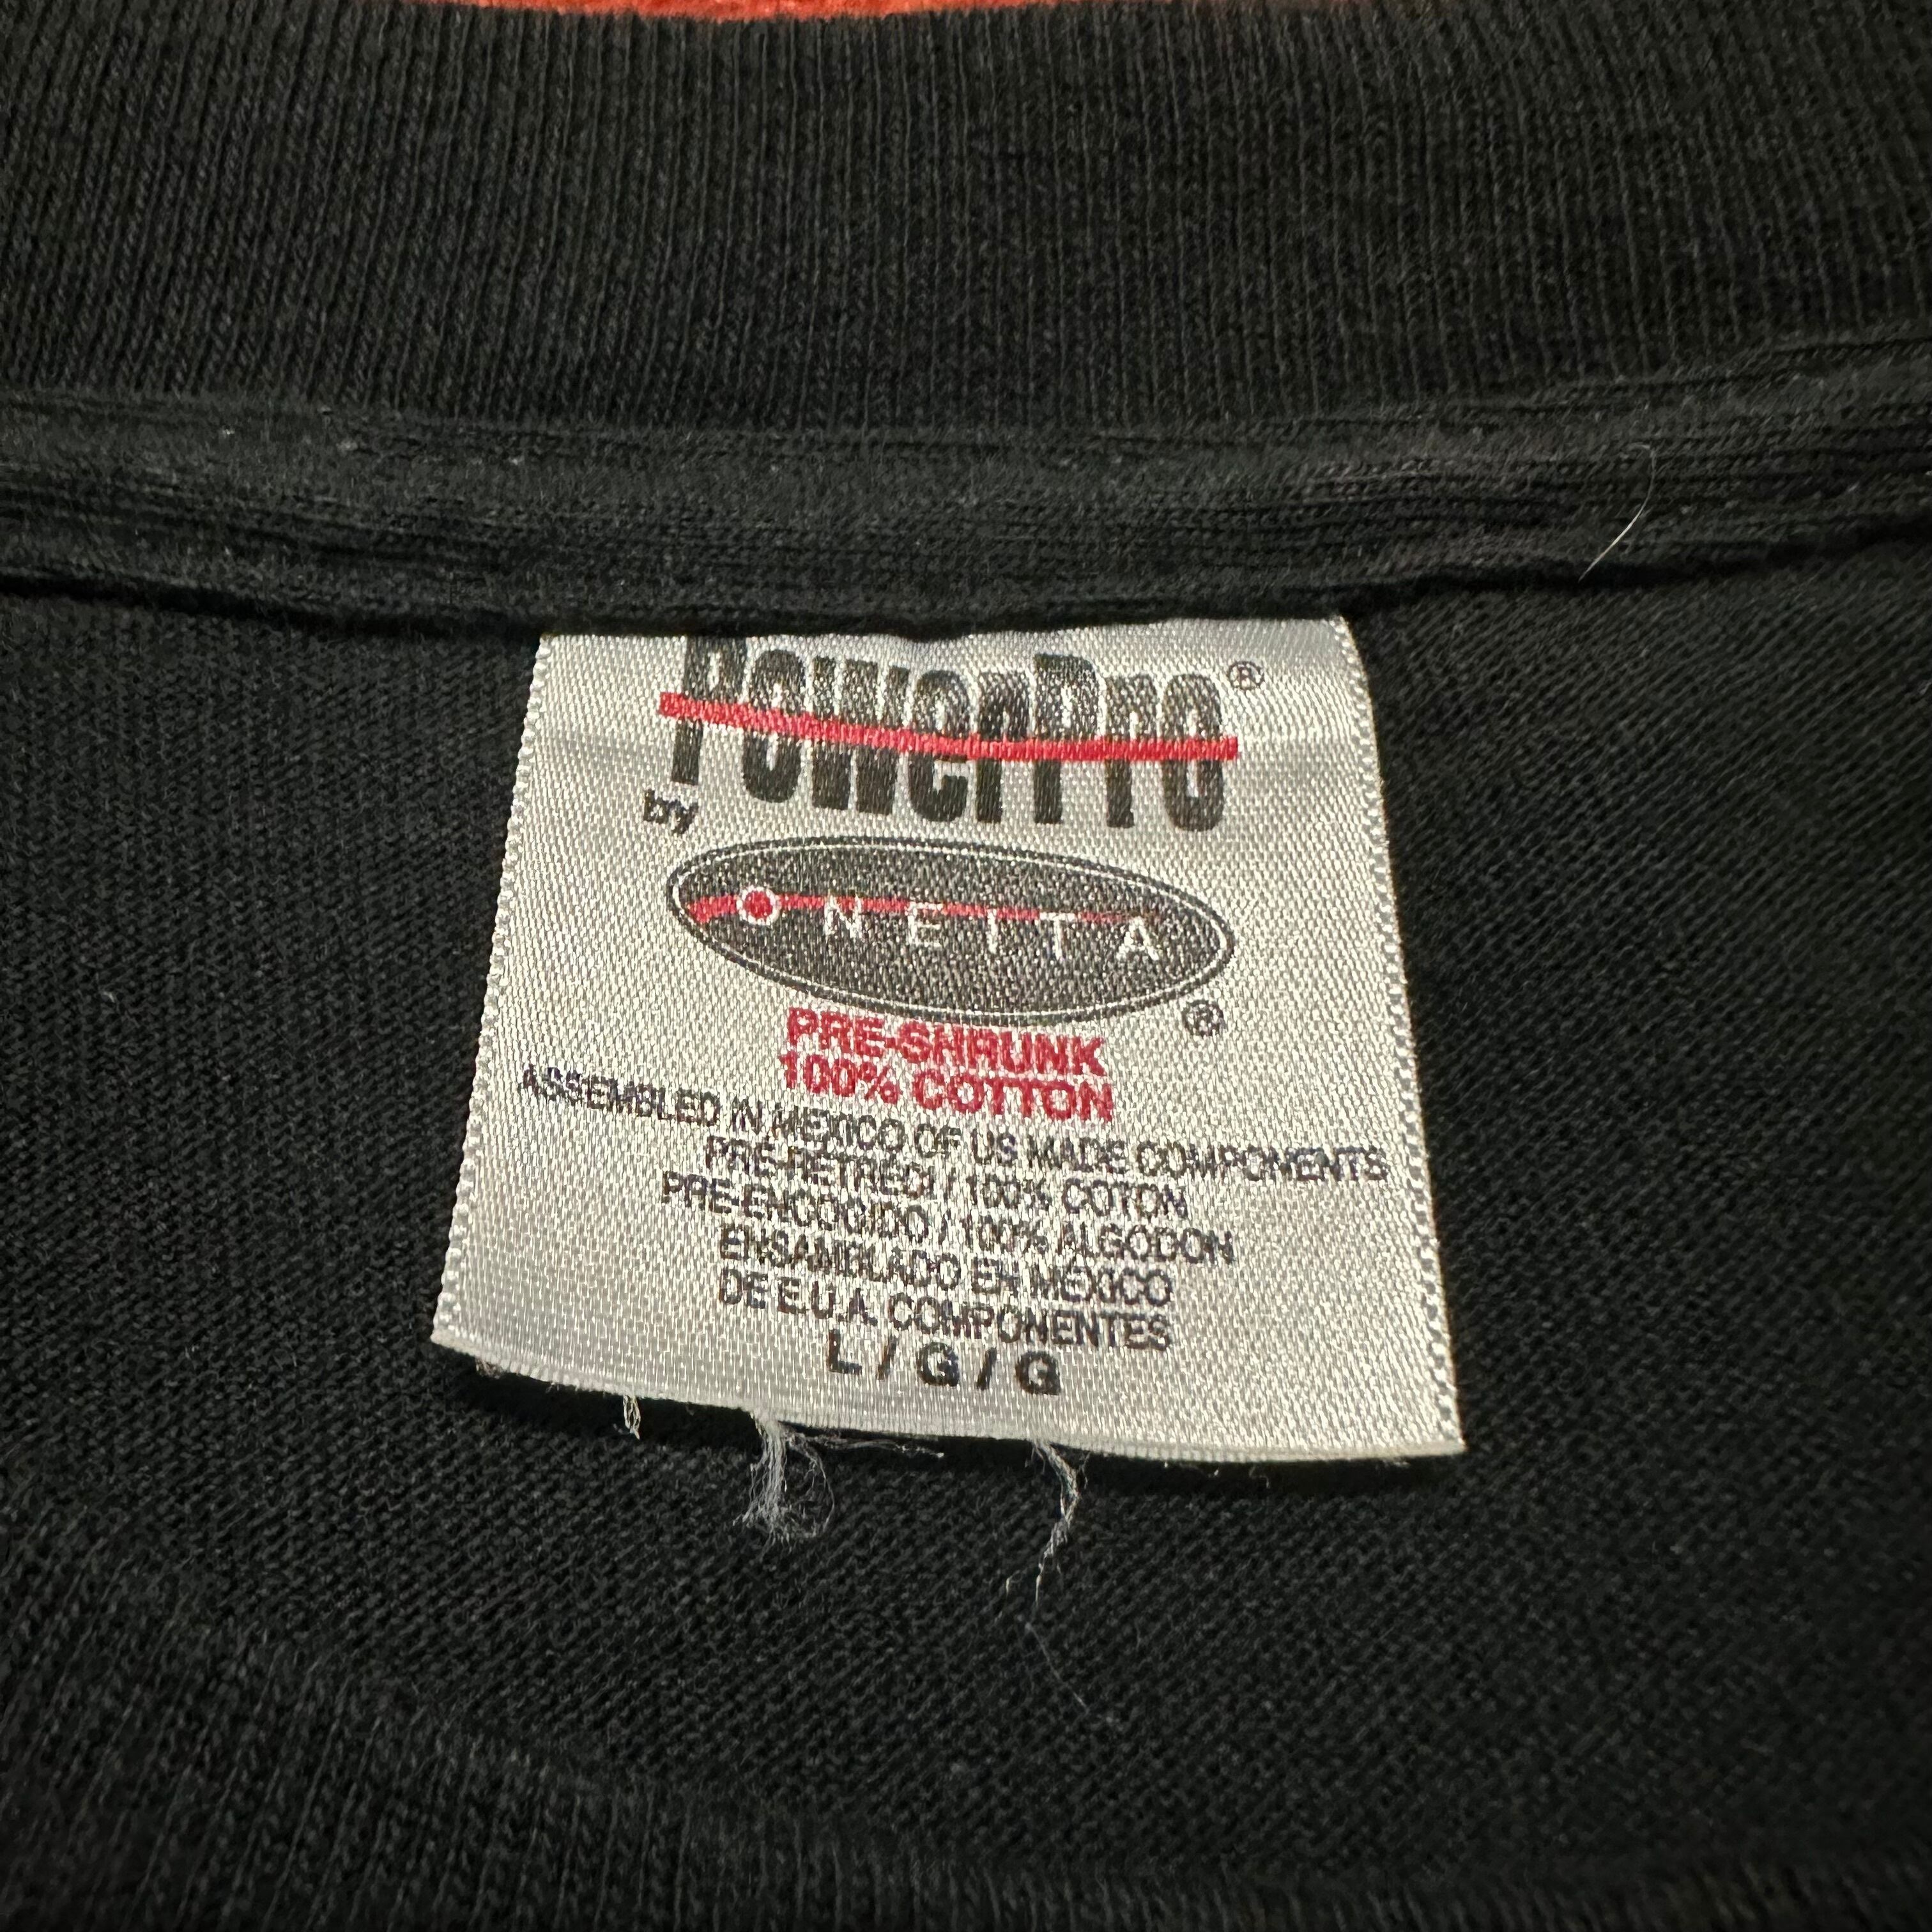 PowerPro®
by
ONEITA
®
PRE-SHRUNK
100% COTTON
ASSEMBLED IN MEXICO OF US MADE COMPONENTS
PRE-RETRECI / 100% COTON
PRE-ENCOGIDO / 100% ALGODON
ENSAMBLADO EN MEXICO
DE E.U.A. COMPONENTES
L / G / G